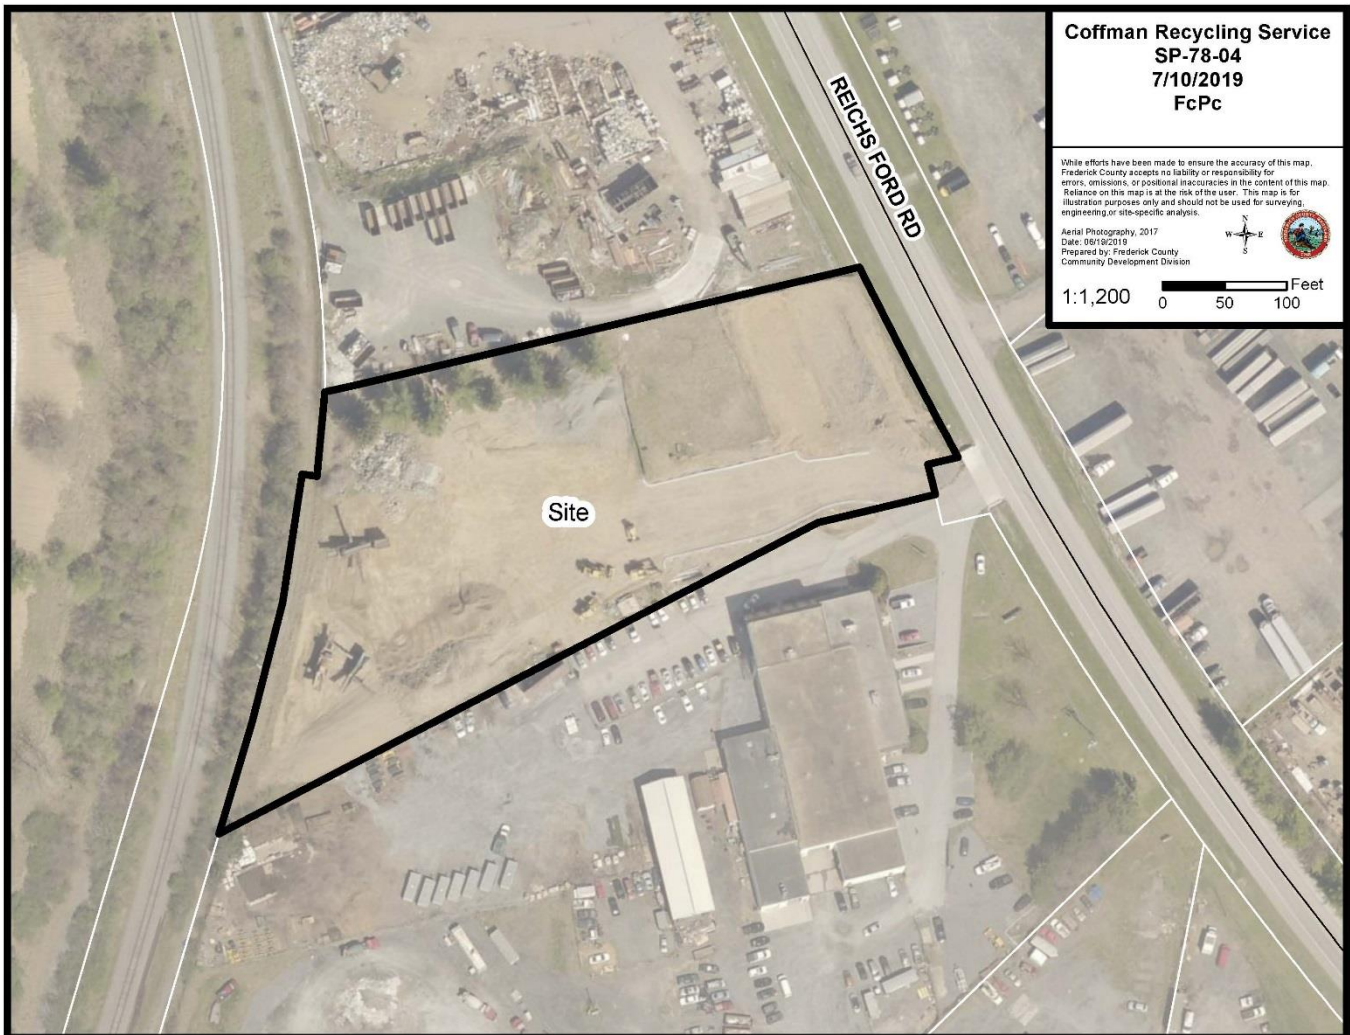 Coffman Recycling Service
SP-78-04
7/10/2019
FcPc
While efforts have been made to ensure the accuracy of this map,
Frederick County accepts no liability or responsibility for
errors, omissions, or positional inaccuracies in the content of this map.
Reliance on this map is at the risk of the user. This map is for
illustration purposes only and should not be used for surveying,
engineering,or site-specific analysis.
Aerial Photography, 2017
Date: 06/19/2019
Prepared by: Frederick County
Community Development Division
N
W E
S
1:1,200
Feet
0 50 100
REICHS FORD RD
Site